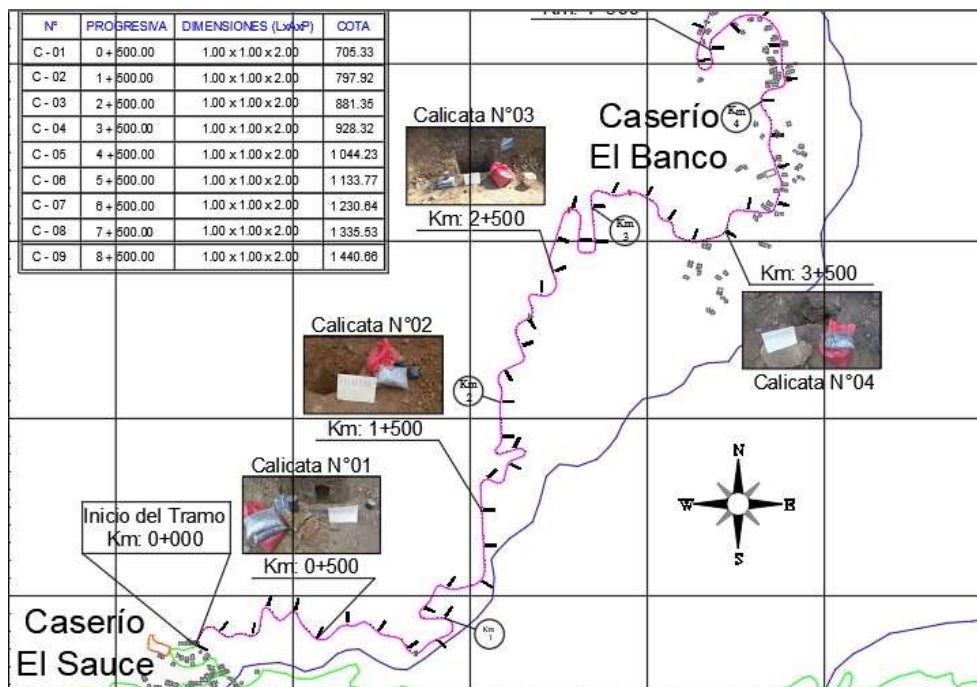 N° PROGRESIVA DIMENSIONES (LxAxP) COTA
C - 01 0 + 500.00 1.00 x 1.00 x 2.00 705.33
C - 02 1 + 500.00 1.00 x 1.00 x 2.00 797.92
C - 03 2 + 500.00 1.00 x 1.00 x 2.00 881.35
C - 04 3 + 500.00 1.00 x 1.00 x 2.00 928.32
C - 05 4 + 500.00 1.00 x 1.00 x 2.00 1 044.23
C - 06 5 + 500.00 1.00 x 1.00 x 2.00 1 133.77
C - 07 6 + 500.00 1.00 x 1.00 x 2.00 1 230.64
C - 08 7 + 500.00 1.00 x 1.00 x 2.00 1 335.53
C - 09 8 + 500.00 1.00 x 1.00 x 2.00 1 440.66
Km
4
Caserío
El Banco
Calicata N°03
Km: 2+500
Km
3
Km: 3+500
Calicata N°04
Calicata N°02
Km: 1+500
Km
2
Calicata N°01
Km: 0+500
Inicio del Tramo
Km: 0+000
N
W E
S
Km
1
Caserío
El Sauce